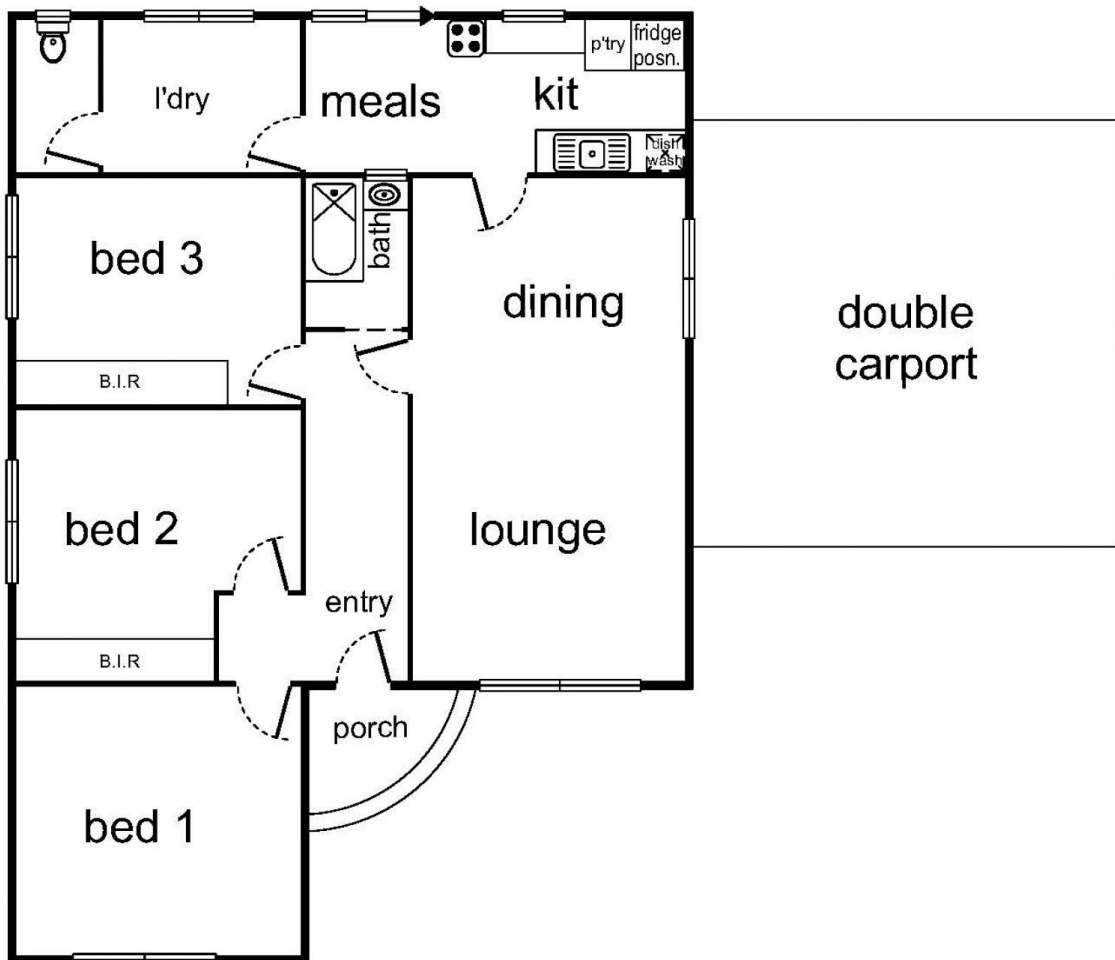 p'try
fridge
posn.
l'dry
meals
kit
dish
wash
bed 3
bath
dining
double
carport
B.I.R
bed 2
lounge
entry
B.I.R
porch
bed 1